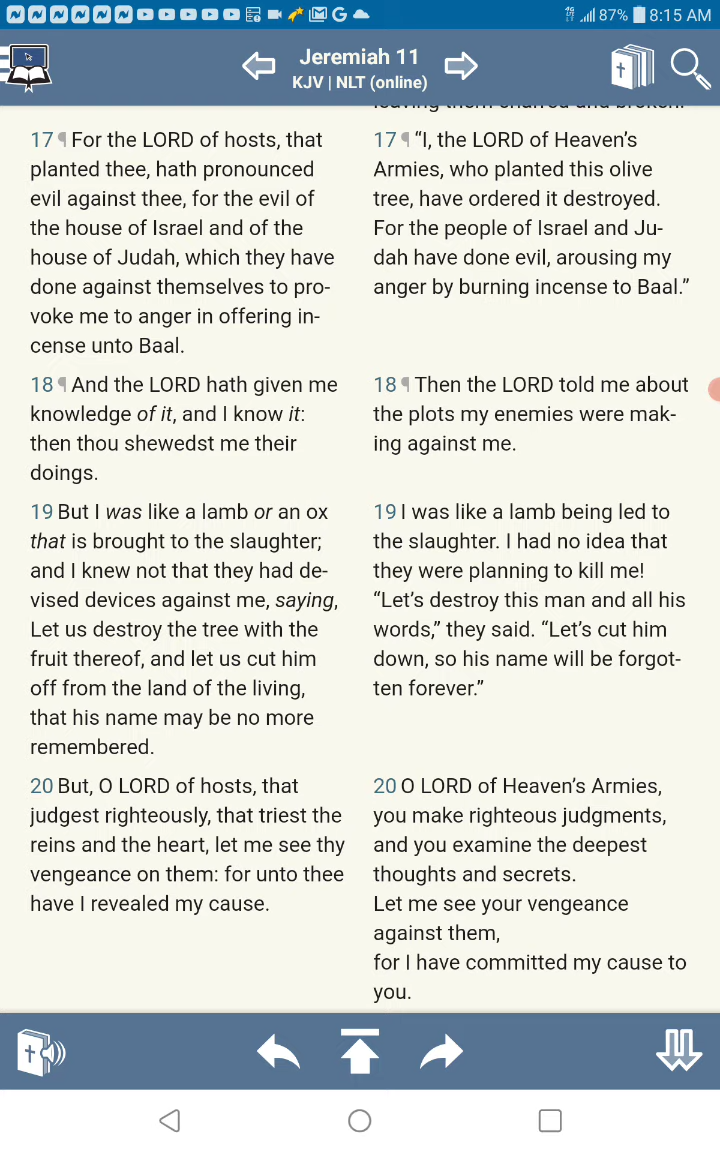 87% 8:15 AM
Jeremiah 11
KJV | NLT (online)
17 ¶ For the LORD of hosts, that
planted thee, hath pronounced
evil against thee, for the evil of
the house of Israel and of the
house of Judah, which they have
done against themselves to pro-
voke me to anger in offering in-
cense unto Baal.
18 ¶ And the LORD hath given me
knowledge of it, and I know it:
then thou shewedst me their
doings.
19 But I was like a lamb or an ox
that is brought to the slaughter;
and I knew not that they had de-
vised devices against me, saying,
Let us destroy the tree with the
fruit thereof, and let us cut him
off from the land of the living,
that his name may be no more
remembered.
20 But, O LORD of hosts, that
judgest righteously, that triest the
reins and the heart, let me see thy
vengeance on them: for unto thee
have I revealed my cause.
17 ¶ “I, the LORD of Heaven’s
Armies, who planted this olive
tree, have ordered it destroyed.
For the people of Israel and Ju-
dah have done evil, arousing my
anger by burning incense to Baal.”
18 ¶ Then the LORD told me about
the plots my enemies were mak-
ing against me.
19 I was like a lamb being led to
the slaughter. I had no idea that
they were planning to kill me!
“Let’s destroy this man and all his
words,” they said. “Let’s cut him
down, so his name will be forgot-
ten forever.”
20 O LORD of Heaven’s Armies,
you make righteous judgments,
and you examine the deepest
thoughts and secrets.
Let me see your vengeance
against them,
for I have committed my cause to
you.